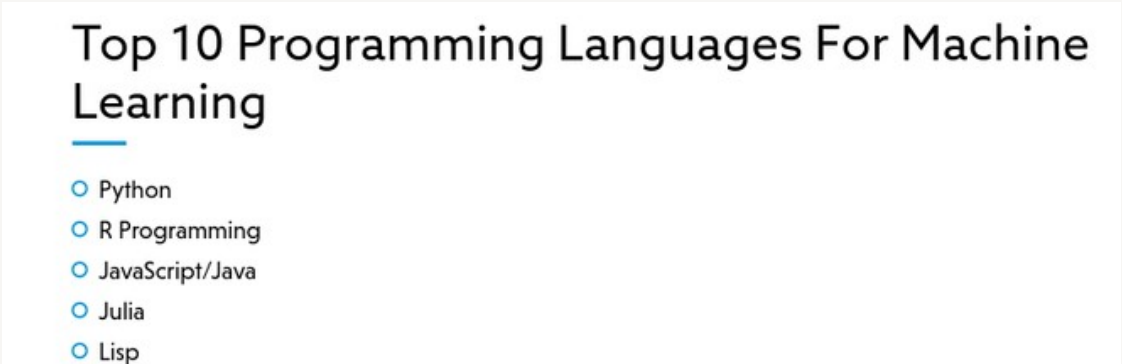 Top 10 Programming Languages For Machine
Learning
Python
R Programming
JavaScript/Java
Julia
Lisp